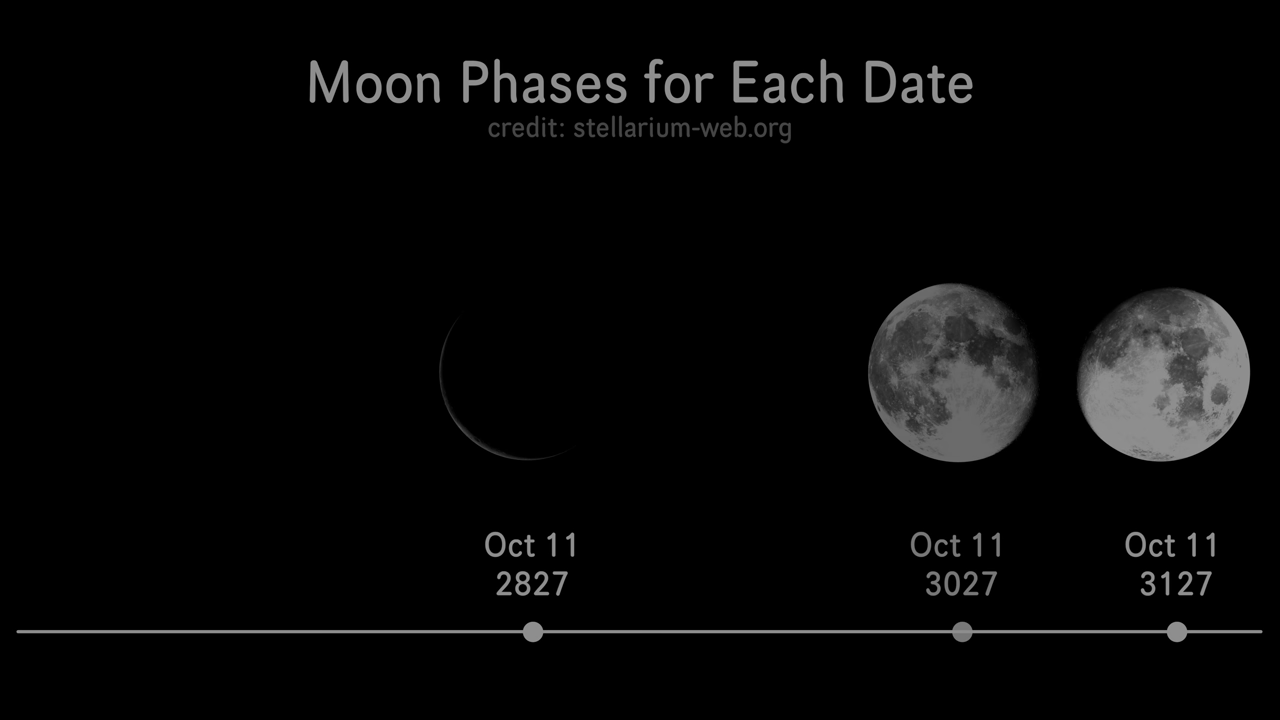 Moon Phases for Each Date
credit: stellarium-web.org
Oct 11
2827
Oct 11
3027
Oct 11
3127